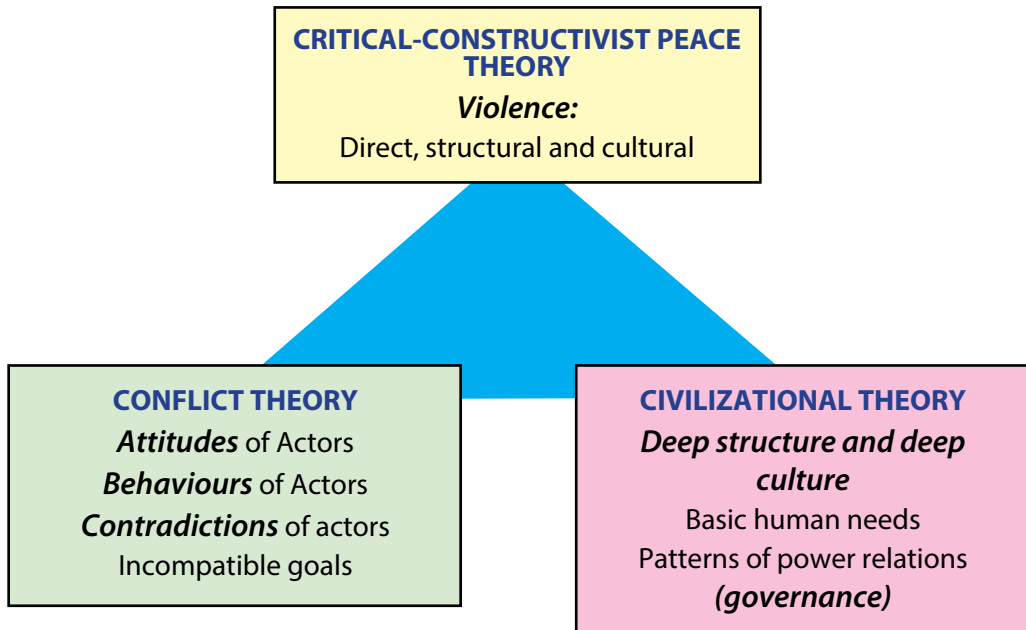 CRITICAL-CONSTRUCTIVIST PEACE
THEORY
Violence:
Direct, structural and cultural
CONFLICT THEORY
Attitudes of Actors
Behaviours of Actors
Contradictions of actors
Incompatible goals
CIVILIZATIONAL THEORY
Deep structure and deep
culture
Basic human needs
Patterns of power relations
(governance)